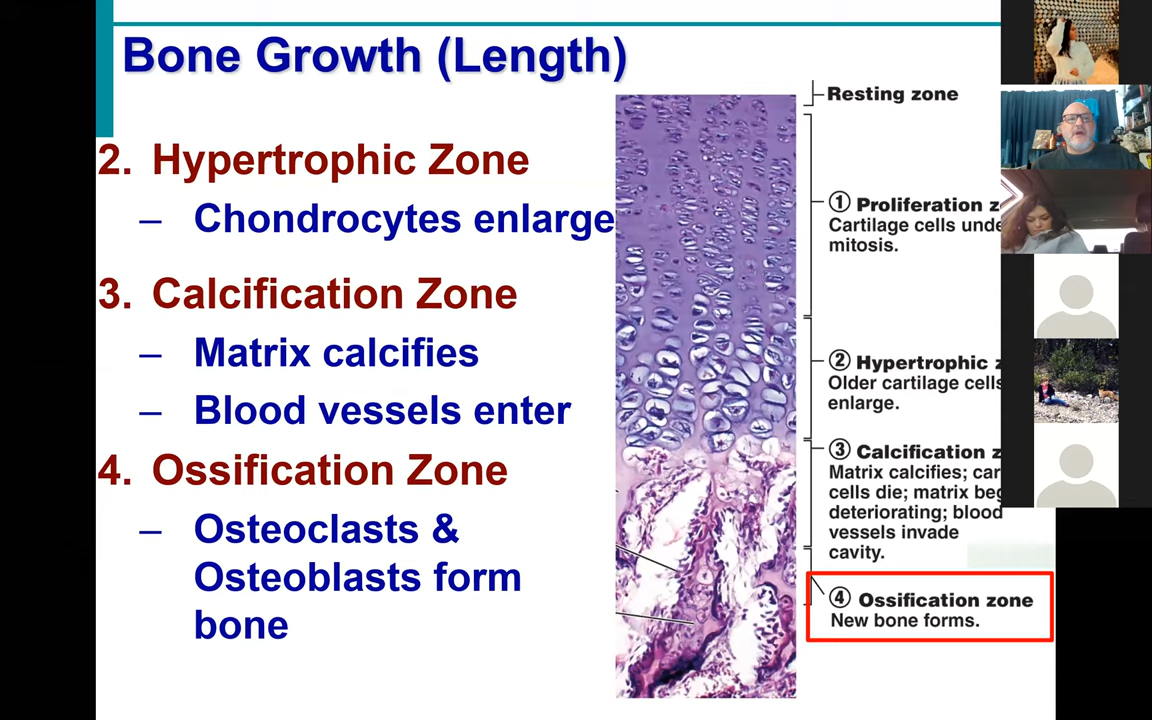 Bone Growth (Length)
2. Hypertrophic Zone
– Chondrocytes enlarge
3. Calcification Zone
– Matrix calcifies
– Blood vessels enter
4. Ossification Zone
– Osteoclasts &
Osteoblasts form
bone
Resting zone
① Proliferation z
Cartilage cells unde
mitosis.
② Hypertrophic z
Older cartilage cells
enlarge.
③ Calcification z
Matrix calcifies; car
cells die; matrix beg
deteriorating; blood
vessels invade
cavity.
④ Ossification zone
New bone forms.